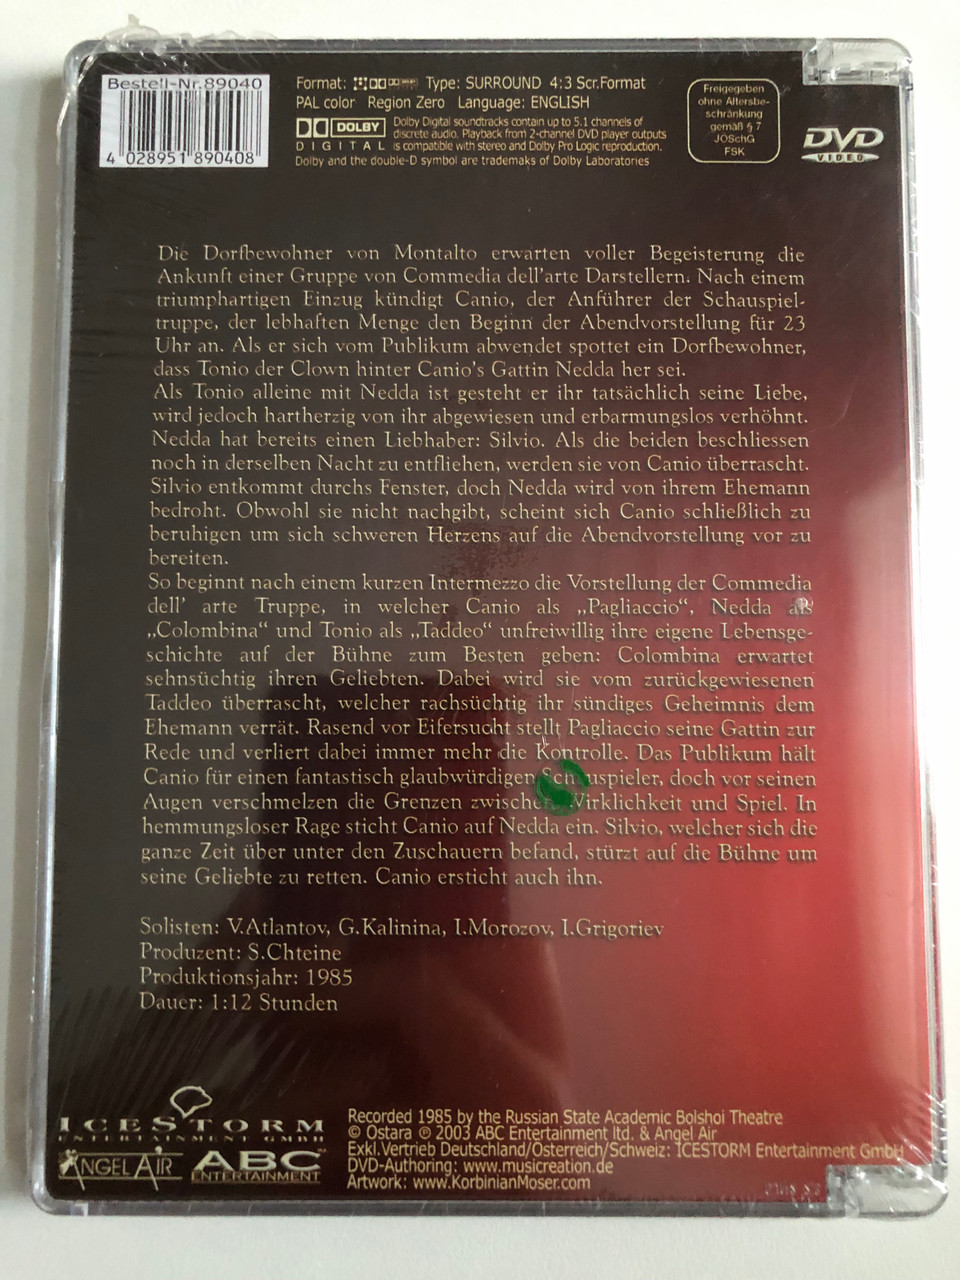 Bestell-Nr.89040
4 028951 890408
Format: Type: SURROUND 4:3 Scr.Format
PAL color Region Zero Language: ENGLISH
DOLBY
DIGITAL
Dolby Digital soundtracks contain up to 5.1 channels of
discrete audio. Playback from 2-channel DVD player outputs
is compatible with stereo and Dolby Pro Logic reproduction.
Dolby and the double-D symbol are trademaks of Dolby Laboratories
Freigegeben
ohne Altersbe-
schränkung
gemäß § 7
JÖSchG
FSK
DVD
VIDEO
Die Dorfbewohner von Montalto erwarten voller Begeisterung die
Ankunft einer Gruppe von Commedia dell'arte Darstellern. Nach einem
triumphartigen Einzug kündigt Canio, der Anführer der Schauspiel-
truppe, der lebhaften Menge den Beginn der Abendvorstellung für 23
Uhr an. Als er sich vom Publikum abwendet spottet ein Dorfbewohner,
dass Tonio der Clown hinter Canio's Gattin Nedda her sei.
Als Tonio alleine mit Nedda ist gesteht er ihr tatsächlich seine Liebe,
wird jedoch hartherzig von ihr abgewiesen und erbarmungslos verhöhnt.
Nedda hat bereits einen Liebhaber: Silvio. Als die beiden beschliessen
noch in derselben Nacht zu entfliehen, werden sie von Canio überrascht.
Silvio entkommt durchs Fenster, doch Nedda wird von ihrem Ehemann
bedroht. Obwohl sie nicht nachgibt, scheint sich Canio schließlich zu
beruhigen um sich schweren Herzens auf die Abendvorstellung vor zu
bereiten.
So beginnt nach einem kurzen Intermezzo die Vorstellung der Commedia
dell' arte Truppe, in welcher Canio als „Pagliaccio“, Nedda als
„Colombina“ und Tonio als „Taddeo“ unfreiwillig ihre eigene Lebensge-
schichte auf der Bühne zum Besten geben: Colombina erwartet
sehnsüchtig ihren Geliebten. Dabei wird sie vom zurückgewiesenen
Taddeo überrascht, welcher rachsüchtig ihr sündiges Geheimnis dem
Ehemann verrät. Rasend vor Eifersucht stellt Pagliaccio seine Gattin zur
Rede und verliert dabei immer mehr die Kontrolle. Das Publikum hält
Canio für einen fantastisch glaubwürdigen Schauspieler, doch vor seinen
Augen verschmelzen die Grenzen zwischen Wirklichkeit und Spiel. In
hemmungsloser Rage sticht Canio auf Nedda ein. Silvio, welcher sich die
ganze Zeit über unter den Zuschauern befand, stürzt auf die Bühne um
seine Geliebte zu retten. Canio ersticht auch ihn.
Solisten: V.Atlantov, G.Kalinina, I.Morozov, I.Grigoriev
Produzent: S.Chteine
Produktionsjahr: 1985
Dauer: 1:12 Stunden
ICESTORM
ENTERTAINMENT GMBH
ANGEL AIR
ABC
ENTERTAINMENT
Recorded 1985 by the Russian State Academic Bolshoi Theatre
© Ostara ℗ 2003 ABC Entertainment ltd. & Angel Air
Exkl.Vertrieb Deutschland/Österreich/Schweiz: ICESTORM Entertainment GmbH
DVD-Authoring: www.musicreation.de
Artwork: www.KorbinianMoser.com